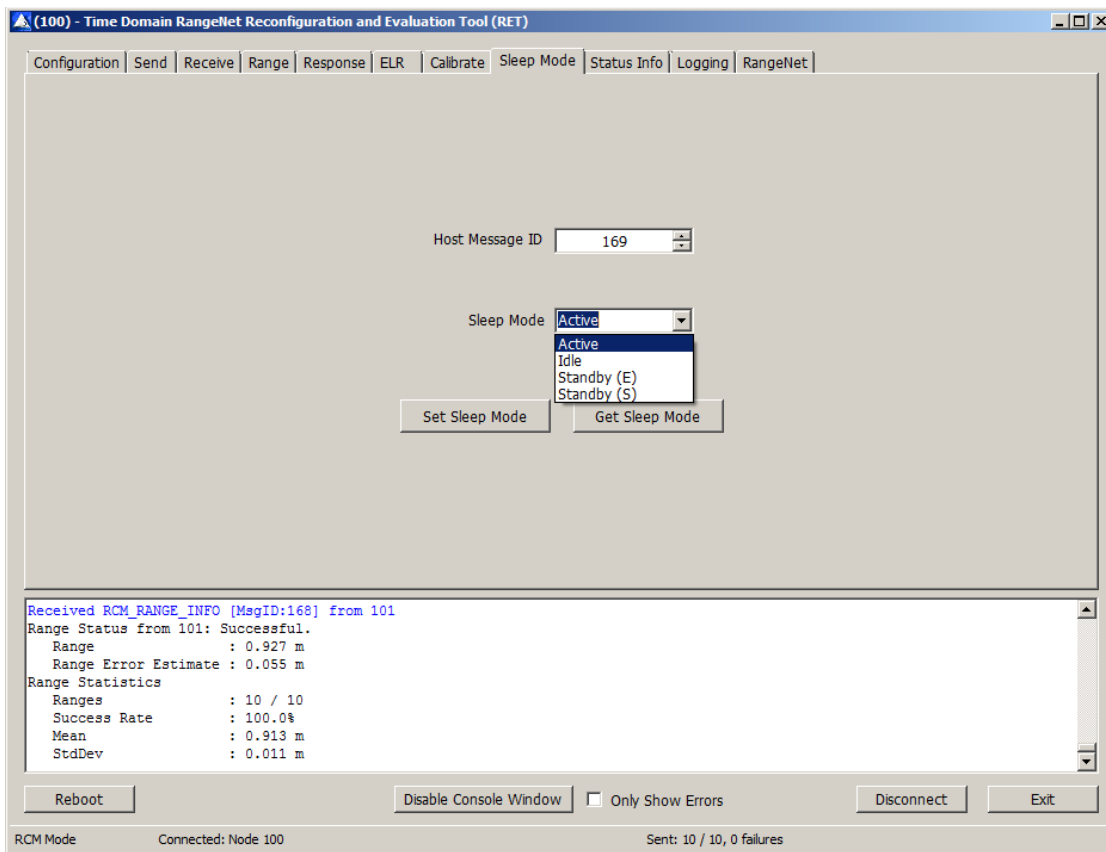 (100) - Time Domain RangeNet Reconfiguration and Evaluation Tool (RET)
Configuration Send Receive Range Response ELR Calibrate Sleep Mode Status Info Logging RangeNet
Host Message ID 169
Sleep Mode Active
Active
Idle
Standby (E)
Standby (S)
Set Sleep Mode Get Sleep Mode
Received RCM_RANGE_INFO [MsgID:168] from 101
Range Status from 101: Successful.
Range : 0.927 m
Range Error Estimate : 0.055 m
Range Statistics
Ranges : 10 / 10
Success Rate : 100.0%
Mean : 0.913 m
StdDev : 0.011 m
Reboot Disable Console Window Only Show Errors Disconnect Exit
RCM Mode Connected: Node 100 Sent: 10 / 10, 0 failures